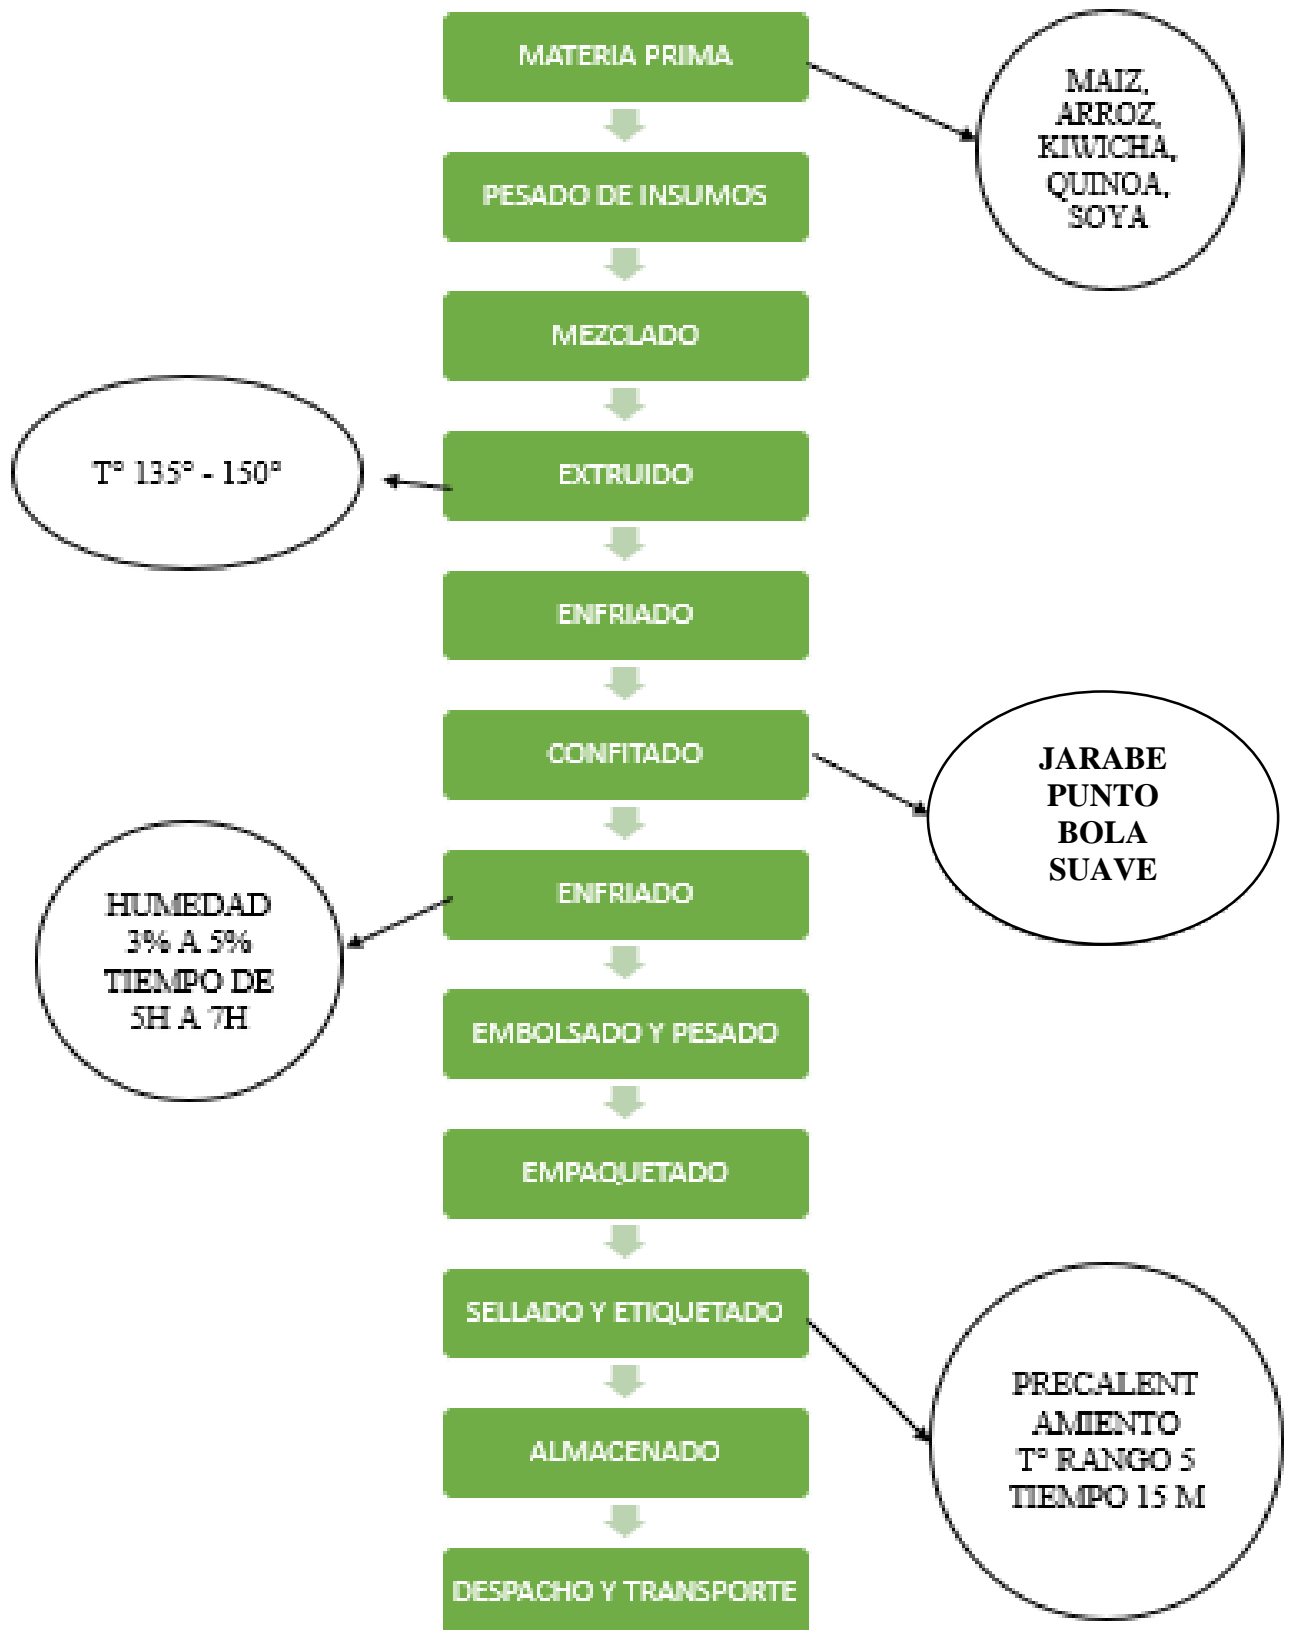 MATERIA PRIMA
MAIZ,
ARROZ,
KIWICHA,
QUINOA,
SOYA
PESADO DE INSUMOS
MEZCLADO
EXTRUIDO
T° 135° - 150°
ENFRIADO
CONFITADO
JARABE
PUNTO
BOLA
SUAVE
ENFRIADO
HUMEDAD
3% A 5%
TIEMPO DE
5H A 7H
EMBOLSADO Y PESADO
EMPAQUETADO
SELLADO Y ETIQUETADO
PRECALENT
AMIENTO
T° RANGO 5
TIEMPO 15 M
ALMACENADO
DESPACHO Y TRANSPORTE